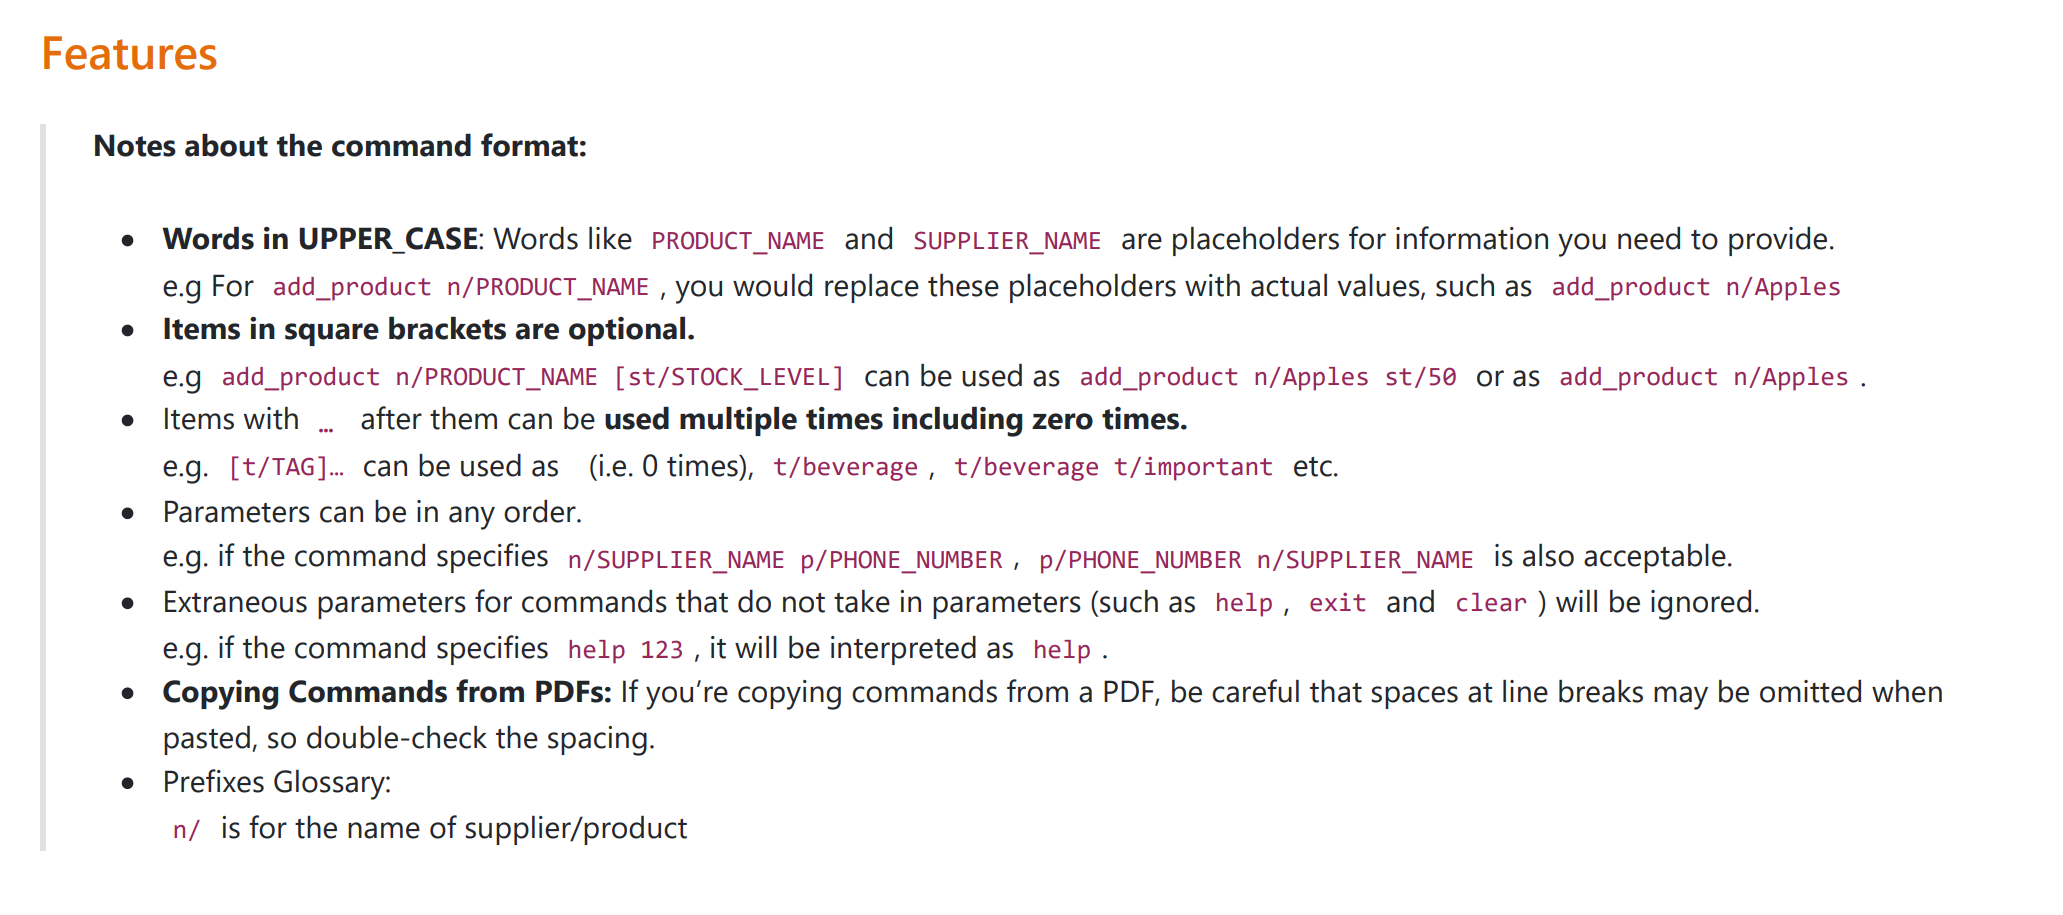 Features
Notes about the command format:
• Words in UPPER_CASE: Words like PRODUCT_NAME and SUPPLIER_NAME are placeholders for information you need to provide.
e.g For add_product n/PRODUCT_NAME , you would replace these placeholders with actual values, such as add_product n/Apples
• Items in square brackets are optional.
e.g add_product n/PRODUCT_NAME [st/STOCK_LEVEL] can be used as add_product n/Apples st/50 or as add_product n/Apples .
• Items with … after them can be used multiple times including zero times.
e.g. [t/TAG]… can be used as (i.e. 0 times), t/beverage , t/beverage t/important etc.
• Parameters can be in any order.
e.g. if the command specifies n/SUPPLIER_NAME p/PHONE_NUMBER , p/PHONE_NUMBER n/SUPPLIER_NAME is also acceptable.
• Extraneous parameters for commands that do not take in parameters (such as help , exit and clear ) will be ignored.
e.g. if the command specifies help 123 , it will be interpreted as help .
• Copying Commands from PDFs: If you’re copying commands from a PDF, be careful that spaces at line breaks may be omitted when
pasted, so double-check the spacing.
• Prefixes Glossary:
n/ is for the name of supplier/product